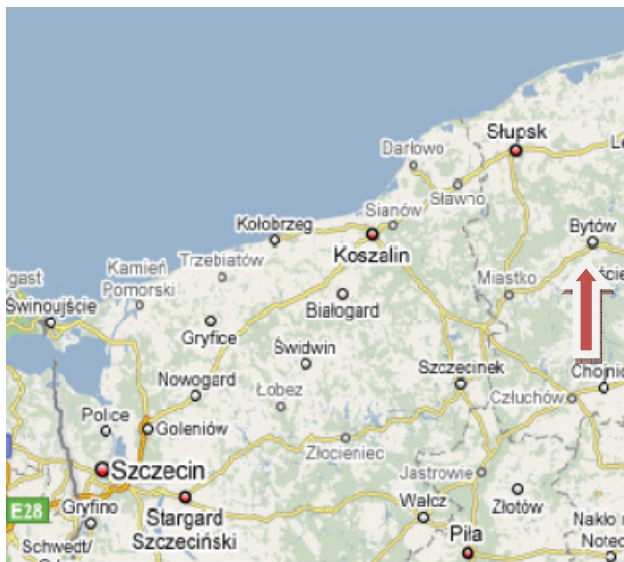 Słupsk
Darłowo
Sławno
Sianów
Kołobrzeg
Koszalin
Bytów
Trzebiatów
Kamień
Pomorski
Miastko
Świnoujście
Białogard
Gryfice
Świdwin
Szczecinek
Nowogard
Łobez
Człuchów
Police
Goleniów
Złocieniec
Szczecin
Jastrowie
Złotów
Stargard
Szczeciński
Wałcz
E28
Gryfino
Schwedt/
Piła
Nakło n
Notec